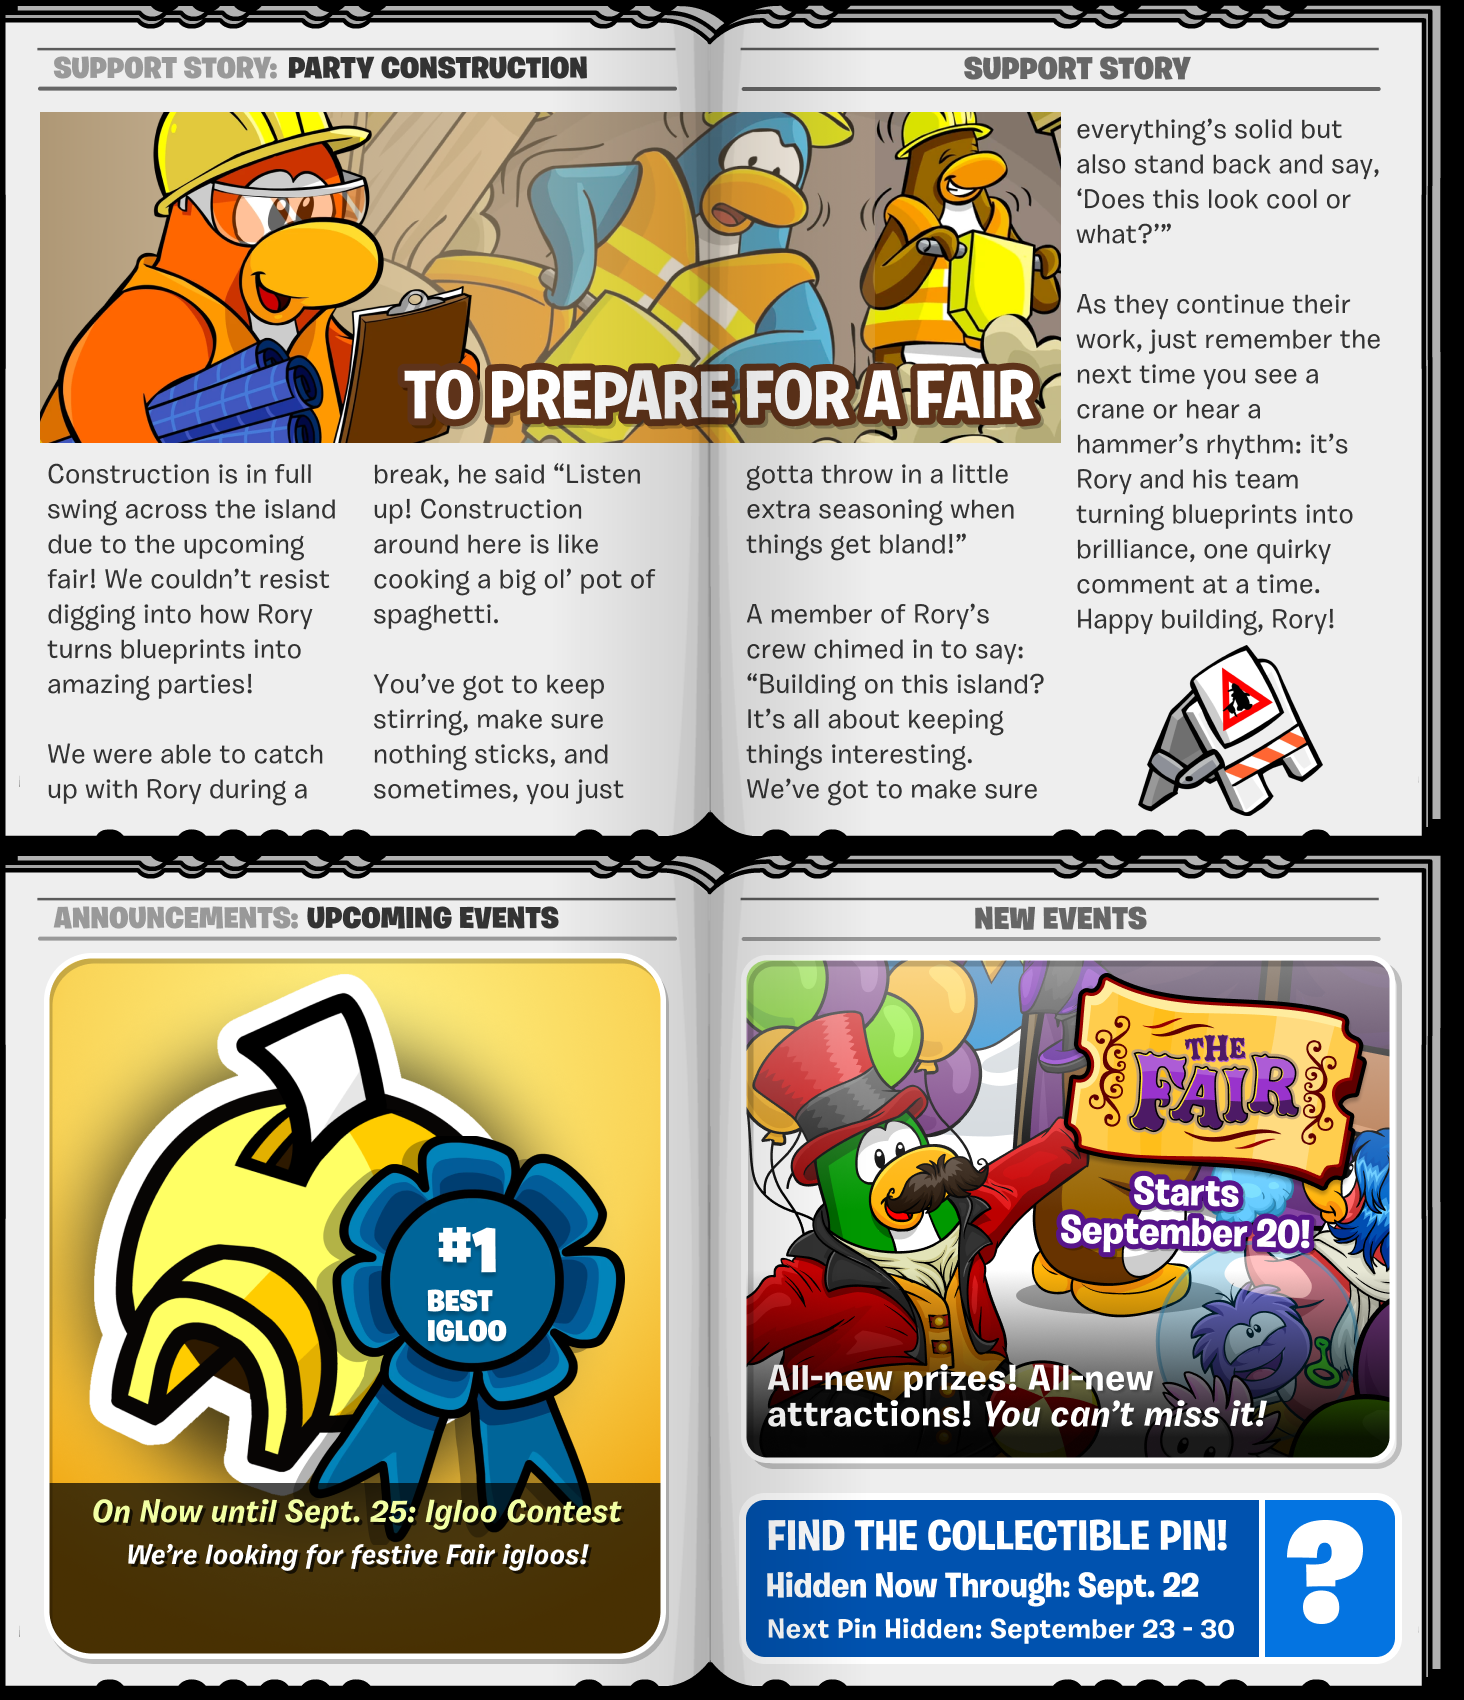 SUPPORT STORY: PARTY CONSTRUCTION
SUPPORT STORY
TO PREPARE FOR A FAIR
Construction is in full
swing across the island
due to the upcoming
fair! We couldn’t resist
digging into how Rory
turns blueprints into
amazing parties!
We were able to catch
up with Rory during a
break, he said “Listen
up! Construction
around here is like
cooking a big ol’ pot of
spaghetti.
You’ve got to keep
stirring, make sure
nothing sticks, and
sometimes, you just
gotta throw in a little
extra seasoning when
things get bland!”
A member of Rory’s
crew chimed in to say:
“Building on this island?
It’s all about keeping
things interesting.
We’ve got to make sure
everything’s solid but
also stand back and say,
‘Does this look cool or
what?’”
As they continue their
work, just remember the
next time you see a
crane or hear a
hammer’s rhythm: it’s
Rory and his team
turning blueprints into
brilliance, one quirky
comment at a time.
Happy building, Rory!
ANNOUNCEMENTS: UPCOMING EVENTS
#1
BEST
IGLOO
On Now until Sept. 25: Igloo Contest
We’re looking for festive Fair igloos!
NEW EVENTS
THE
FAIR
Starts
September 20!
All-new prizes! All-new
attractions! You can’t miss it!
FIND THE COLLECTIBLE PIN!
Hidden Now Through: Sept. 22
Next Pin Hidden: September 23 - 30
?